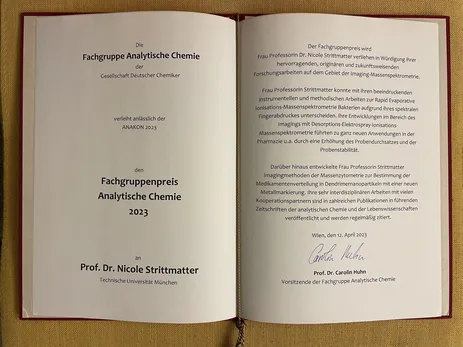 Die
Fachgruppe Analytische Chemie
der
Gesellschaft Deutscher Chemiker
verleiht anlässlich der
ANAKON 2023
den
Fachgruppenpreis
Analytische Chemie
2023
an
Prof. Dr. Nicole Strittmatter
Technische Universität München
Der Fachgruppenpreis wird
Frau Professorin Dr. Nicole Strittmatter verliehen in Würdigung ihrer
hervorragenden, originären und zukunftsweisenden
Forschungsarbeiten auf dem Gebiet der Imaging-Massenspektrometrie.
Frau Professorin Strittmatter konnte mit ihren beeindruckenden
instrumentellen und methodischen Arbeiten zur Rapid Evaporative
Ionisations-Massenspektrometrie Bakterien aufgrund ihres spektralen
Fingerabdruckes unterscheiden. Ihre Entwicklungen im Bereich des
Imagings mit Desorptions-Elektrospray-Ionisations-
Massenspektrometrie führten zu ganz neuen Anwendungen in der
Pharmazie u.a. durch eine Erhöhung des Probendurchsatzes und der
Probenstabilität.
Darüber hinaus entwickelte Frau Professorin Strittmatter
Imagingmethoden der Massenzytometrie zur Bestimmung der
Medikamentenverteilung in Dendrimernanopartikeln mit einer neuen
Metallmarkierung. Ihre sehr interdisziplinären Arbeiten mit vielen
Kooperationspartnern sind in zahlreichen Publikationen in führenden
Zeitschriften der analytischen Chemie und der Lebenswissenschaften
veröffentlicht und werden regelmäßig zitiert.
Wien, den 12. April 2023
Carolin Huhn
Prof. Dr. Carolin Huhn
Vorsitzende der Fachgruppe Analytische Chemie